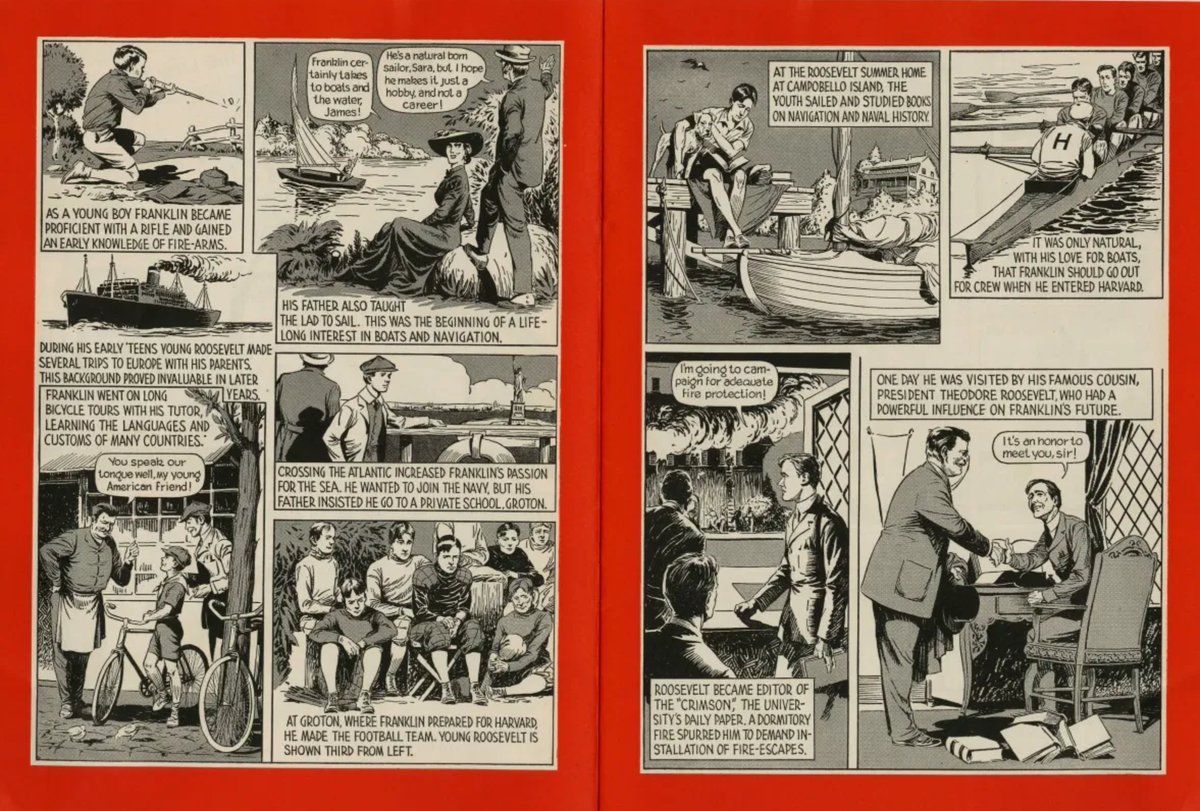 AS A YOUNG BOY FRANKLIN BECAME
PROFICIENT WITH A RIFLE AND GAINED
AN EARLY KNOWLEDGE OF FIRE-ARMS.
Franklin cer-
tainly takes
to boats and
the water,
James!
He's a natural born
sailor, Sara, but I hope
he makes it just a
hobby, and not a
career!
HIS FATHER ALSO TAUGHT
THE LAD TO SAIL. THIS WAS THE BEGINNING OF A LIFE-
LONG INTEREST IN BOATS AND NAVIGATION.
DURING HIS EARLY 'TEENS YOUNG ROOSEVELT MADE
SEVERAL TRIPS TO EUROPE WITH HIS PARENTS.
THIS BACKGROUND PROVED INVALUABLE IN LATER
YEARS.
FRANKLIN WENT ON LONG
BICYCLE TOURS WITH HIS TUTOR,
LEARNING THE LANGUAGES AND
CUSTOMS OF MANY COUNTRIES.
You speak our
tongue well, my young
American friend!
CROSSING THE ATLANTIC INCREASED FRANKLIN'S PASSION
FOR THE SEA. HE WANTED TO JOIN THE NAVY, BUT HIS
FATHER INSISTED HE GO TO A PRIVATE SCHOOL, GROTON.
AT GROTON, WHERE FRANKLIN PREPARED FOR HARVARD,
HE MADE THE FOOTBALL TEAM. YOUNG ROOSEVELT IS
SHOWN THIRD FROM LEFT.
AT THE ROOSEVELT SUMMER HOME
AT CAMPOBELLO ISLAND, THE
YOUTH SAILED AND STUDIED BOOKS
ON NAVIGATION AND NAVAL HISTORY.
H
IT WAS ONLY NATURAL,
WITH HIS LOVE FOR BOATS,
THAT FRANKLIN SHOULD GO OUT
FOR CREW WHEN HE ENTERED HARVARD.
I'm going to cam-
paign for adequate
fire protection!
ROOSEVELT BECAME EDITOR OF
THE "CRIMSON," THE UNIVER-
SITY'S DAILY PAPER. A DORMITORY
FIRE SPURRED HIM TO DEMAND IN-
STALLATION OF FIRE-ESCAPES.
ONE DAY HE WAS VISITED BY HIS FAMOUS COUSIN,
PRESIDENT THEODORE ROOSEVELT, WHO HAD A
POWERFUL INFLUENCE ON FRANKLIN'S FUTURE.
It's an honor to
meet you, sir!